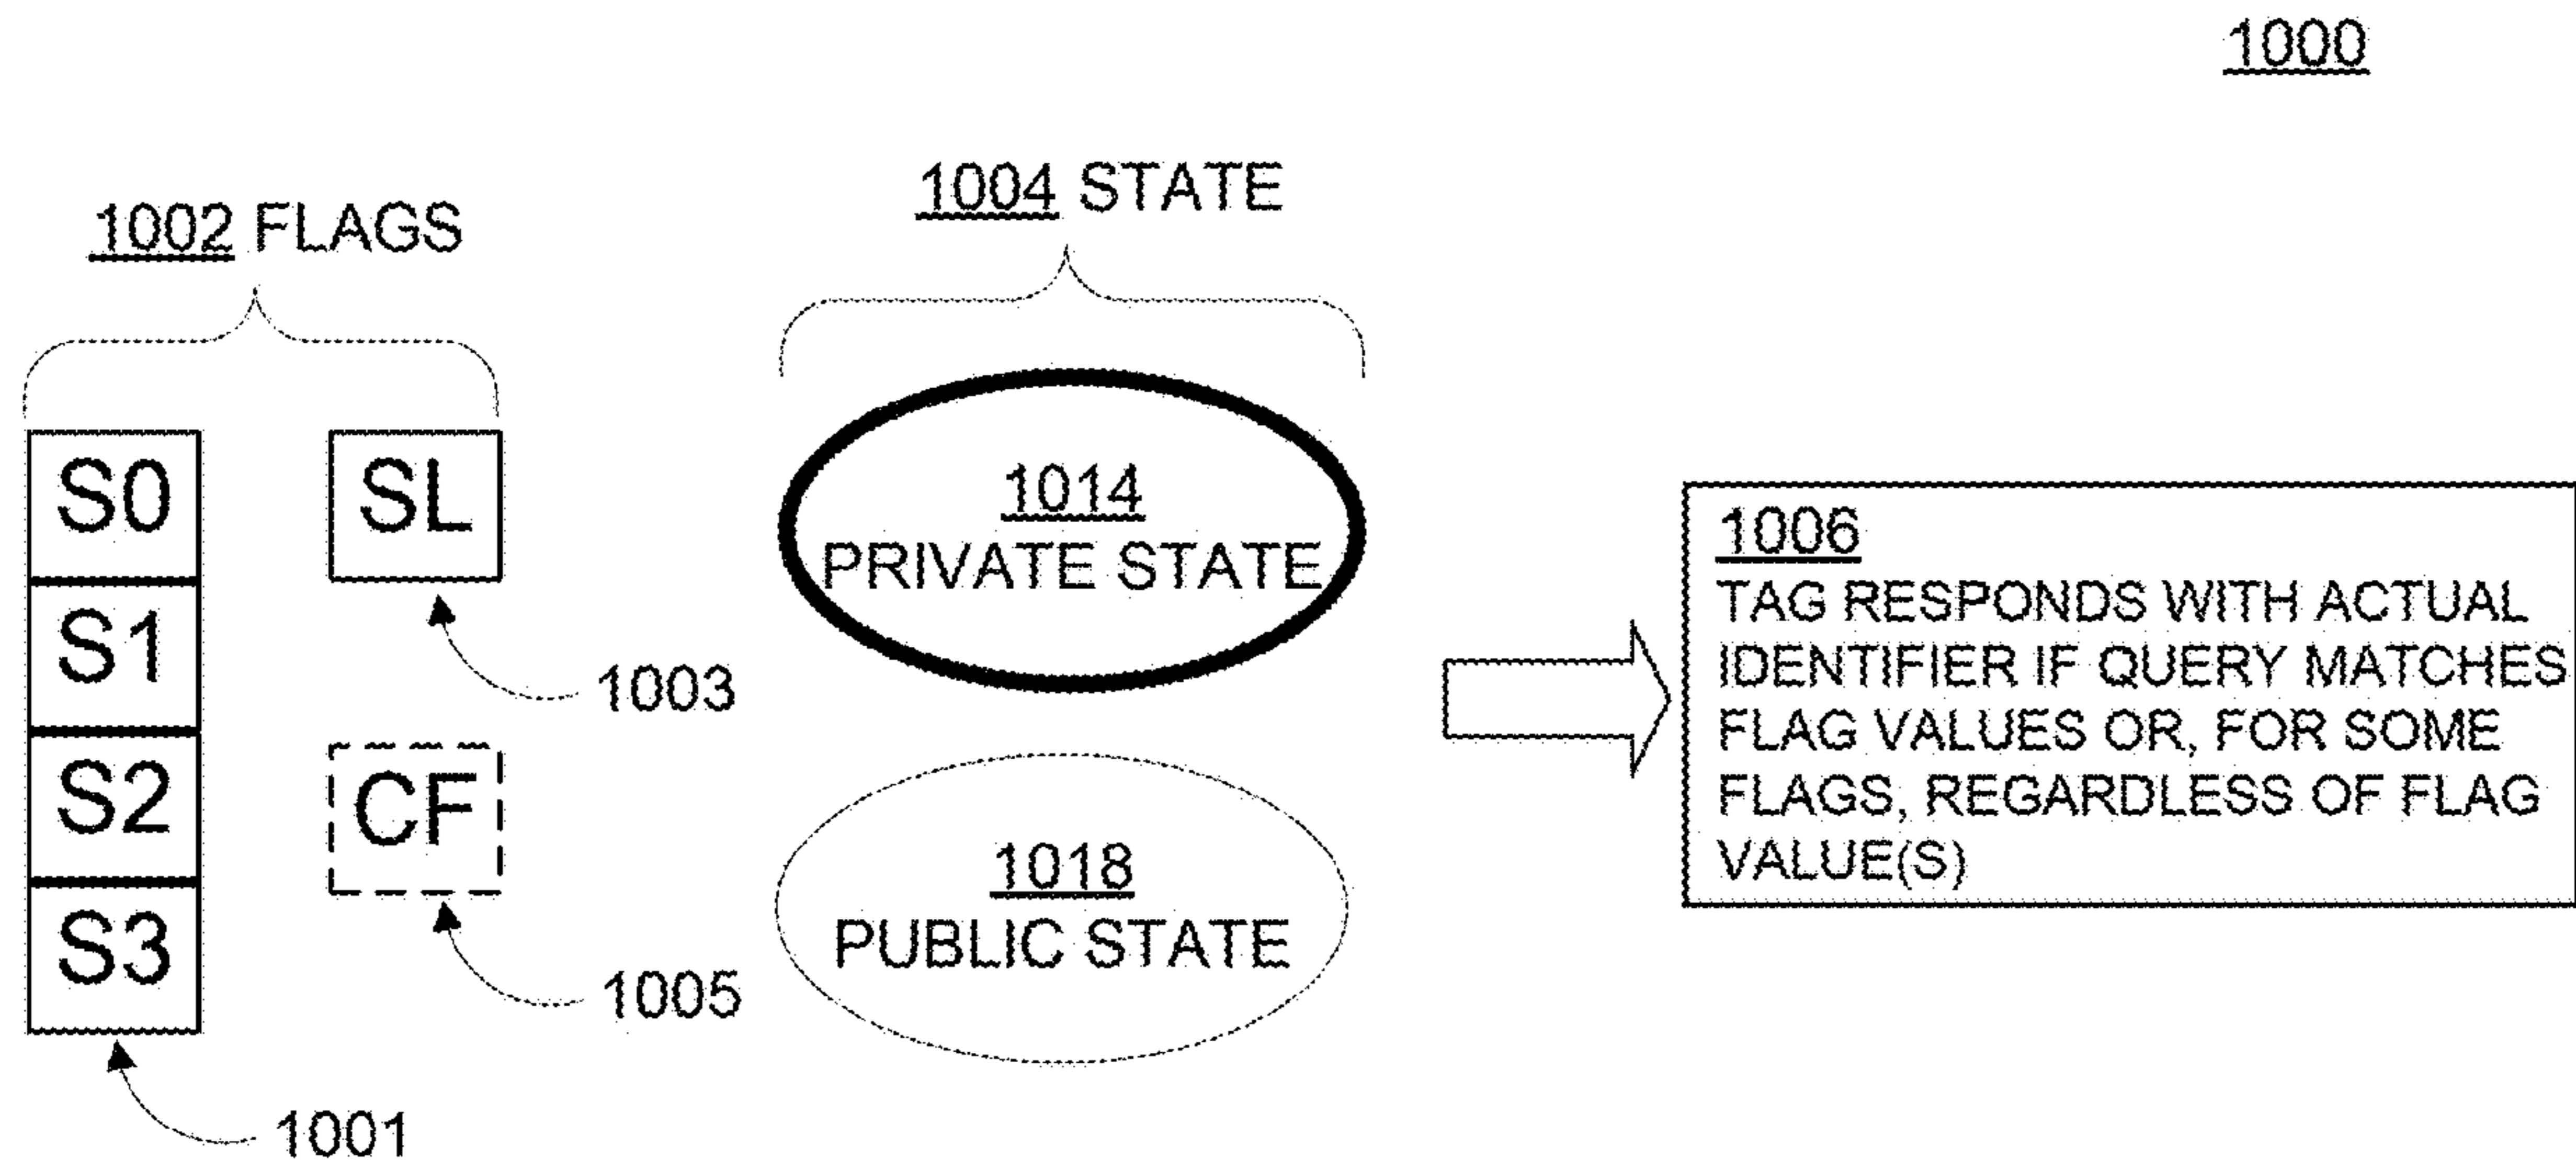 1000
1002 FLAGS
1004 STATE
S0
S1
S2
S3
SL
CF
1003
1005
1001
1014
PRIVATE STATE
1018
PUBLIC STATE
1006
TAG RESPONDS WITH ACTUAL
IDENTIFIER IF QUERY MATCHES
FLAG VALUES OR, FOR SOME
FLAGS, REGARDLESS OF FLAG
VALUE(S)